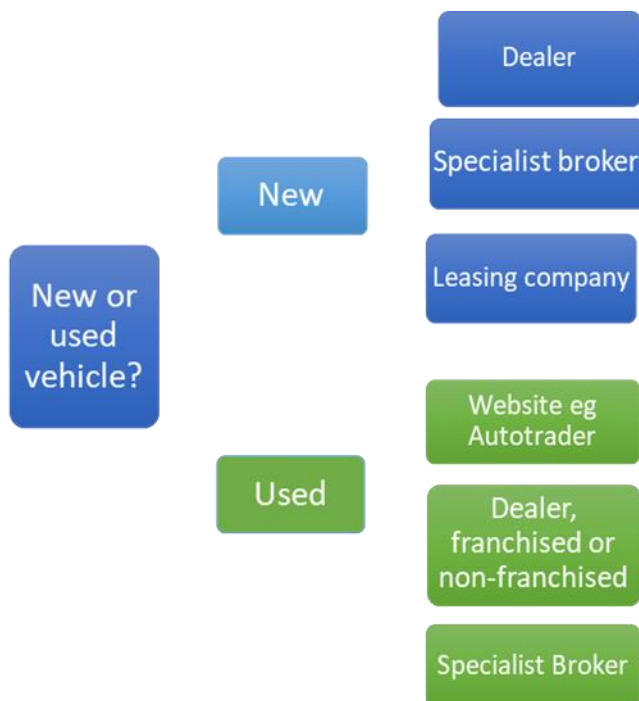 New or
used
vehicle?
New
Dealer
Specialist broker
Leasing company
Used
Website eg
Autotrader
Dealer,
franchised or
non-franchised
Specialist Broker